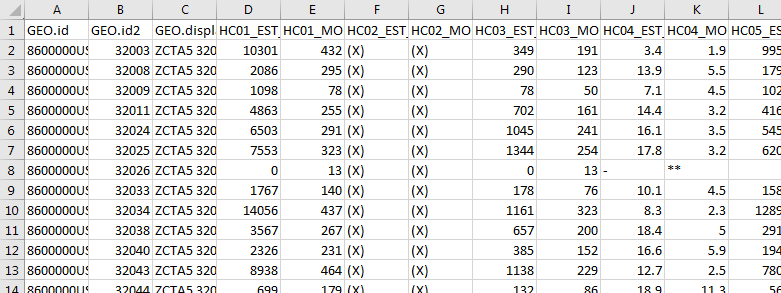 A B C D E F G H I J K L
1 GEO.id GEO.id2 GEO.displ HC01_EST_ HC01_MO HC02_EST_ HC02_MO HC03_EST_ HC03_MO HC04_EST_ HC04_MO HC05_ES
2 8600000US 32003 ZCTA5 320 10301 432 (X) (X) 349 191 3.4 1.9 995
3 8600000US 32008 ZCTA5 320 2086 295 (X) (X) 290 123 13.9 5.5 179
4 8600000US 32009 ZCTA5 320 1098 78 (X) (X) 78 50 7.1 4.5 102
5 8600000US 32011 ZCTA5 320 4863 255 (X) (X) 702 161 14.4 3.2 416
6 8600000US 32024 ZCTA5 320 6503 291 (X) (X) 1045 241 16.1 3.5 545
7 8600000US 32025 ZCTA5 320 7553 323 (X) (X) 1344 254 17.8 3.2 620
8 8600000US 32026 ZCTA5 320 0 13 (X) (X) 0 13 - **
9 8600000US 32033 ZCTA5 320 1767 140 (X) (X) 178 76 10.1 4.5 158
10 8600000US 32034 ZCTA5 320 14056 437 (X) (X) 1161 323 8.3 2.3 1289
11 8600000US 32038 ZCTA5 320 3567 267 (X) (X) 657 200 18.4 5 291
12 8600000US 32040 ZCTA5 320 2326 231 (X) (X) 385 152 16.6 5.9 194
13 8600000US 32043 ZCTA5 320 8938 464 (X) (X) 1138 229 12.7 2.5 780
14 8600000US 32044 ZCTA5 320 699 179 (X) (X) 132 86 18.9 11.3 56